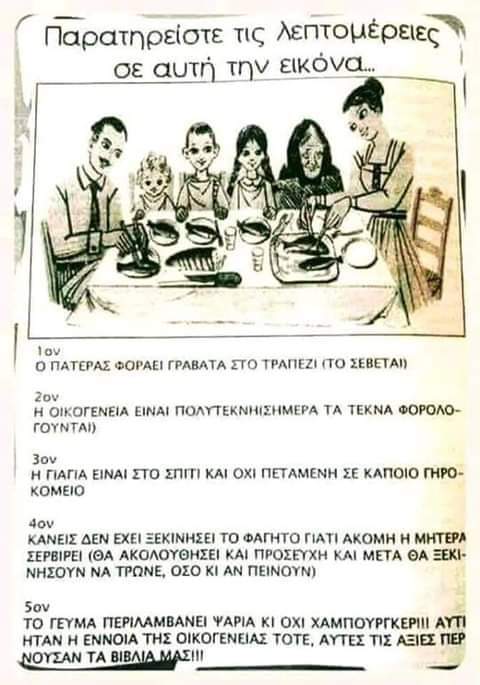 Παρατηρείστε τις λεπτομέρειες
σε αυτή την εικόνα...
1ον
Ο ΠΑΤΕΡΑΣ ΦΟΡΑΕΙ ΓΡΑΒΑΤΑ ΣΤΟ ΤΡΑΠΕΖΙ (ΤΟ ΣΕΒΕΤΑΙ)
2ον
Η ΟΙΚΟΓΕΝΕΙΑ ΕΙΝΑΙ ΠΟΛΥΤΕΚΝΗ(ΣΗΜΕΡΑ ΤΑ ΤΕΚΝΑ ΦΟΡΟΛΟ-
ΓΟΥΝΤΑΙ)
3ον
Η ΓΙΑΓΙΑ ΕΙΝΑΙ ΣΤΟ ΣΠΙΤΙ ΚΑΙ ΟΧΙ ΠΕΤΑΜΕΝΗ ΣΕ ΚΑΠΟΙΟ ΓΗΡΟ-
ΚΟΜΕΙΟ
4ον
ΚΑΝΕΙΣ ΔΕΝ ΕΧΕΙ ΞΕΚΙΝΗΣΕΙ ΤΟ ΦΑΓΗΤΟ ΓΙΑΤΙ ΑΚΟΜΗ Η ΜΗΤΕΡΑ
ΣΕΡΒΙΡΕΙ (ΘΑ ΑΚΟΛΟΥΘΗΣΕΙ ΚΑΙ ΠΡΟΣΕΥΧΗ ΚΑΙ ΜΕΤΑ ΘΑ ΞΕΚΙ-
ΝΗΣΟΥΝ ΝΑ ΤΡΩΝΕ, ΟΣΟ ΚΙ ΑΝ ΠΕΙΝΟΥΝ)
5ον
ΤΟ ΓΕΥΜΑ ΠΕΡΙΛΑΜΒΑΝΕΙ ΨΑΡΙΑ ΚΙ ΟΧΙ ΧΑΜΠΟΥΡΓΚΕΡ!!! ΑΥΤΙ
ΗΤΑΝ Η ΕΝΝΟΙΑ ΤΗΣ ΟΙΚΟΓΕΝΕΙΑΣ ΤΟΤΕ, ΑΥΤΕΣ ΤΙΣ ΑΞΙΕΣ ΠΕΡ
ΝΟΥΣΑΝ ΤΑ ΒΙΒΛΙΑ ΜΑΣ!!!